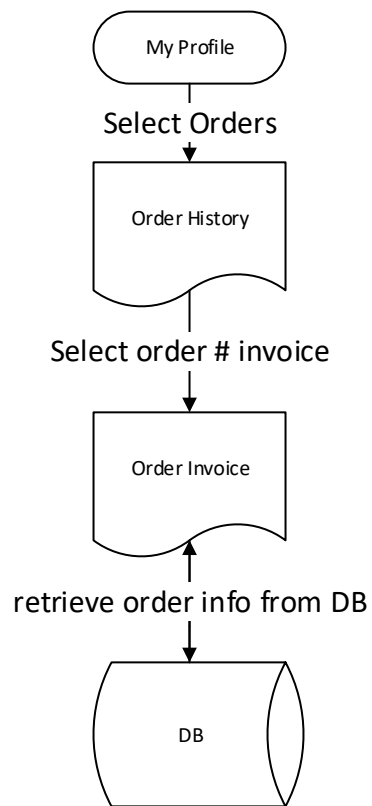 My Profile
Select Orders
Order History
Select order # invoice
Order Invoice
retrieve order info from DB
DB